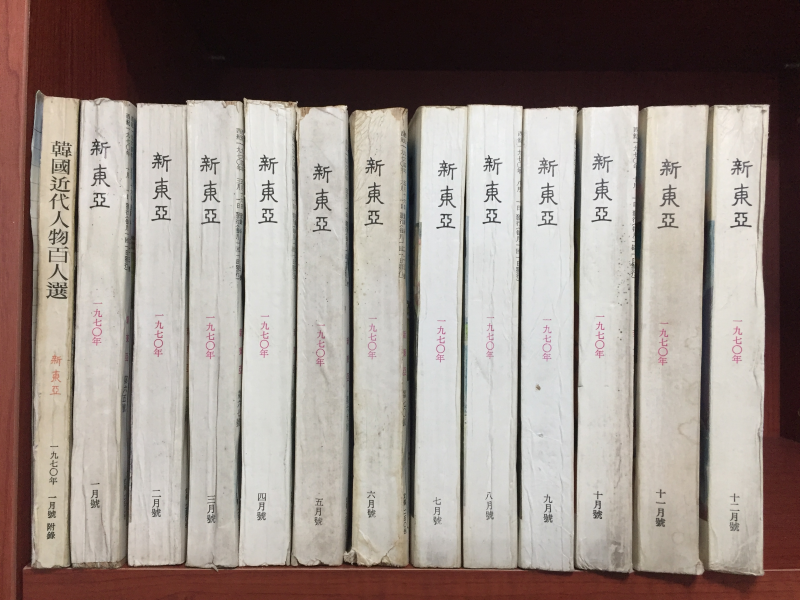 韓國近代人物百人選
新東亞
一九七〇年 一月號 附錄
新東亞
一九七〇年
一月號
新東亞
一九七〇年
二月號
新東亞
一九七〇年
三月號
新東亞
一九七〇年
四月號
新東亞
一九七〇年
五月號
新東亞
一九七〇年
六月號
新東亞
一九七〇年
七月號
新東亞
一九七〇年
八月號
新東亞
一九七〇年
九月號
新東亞
一九七〇年
十月號
新東亞
一九七〇年
十一月號
新東亞
一九七〇年
十二月號